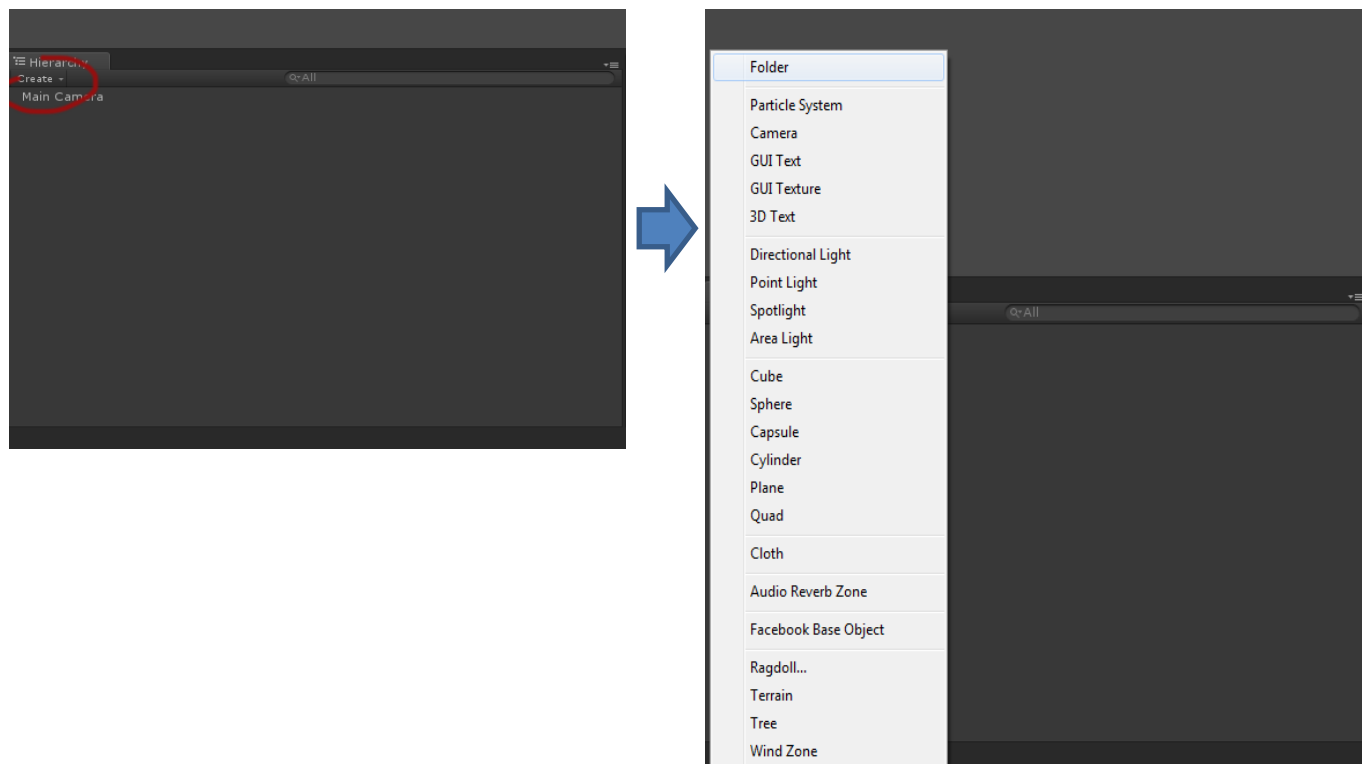 Hierarchy
Create
All
Main Camera
Folder
Particle System
Camera
GUI Text
GUI Texture
3D Text
Directional Light
Point Light
Spotlight
Area Light
All
Cube
Sphere
Capsule
Cylinder
Plane
Quad
Cloth
Audio Reverb Zone
Facebook Base Object
Ragdoll...
Terrain
Tree
Wind Zone